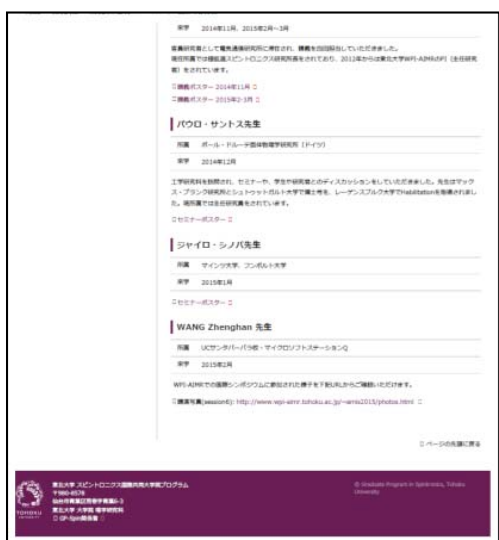 来学 2014年11月、2015年2月~3月
客員研究者として電気通信研究所に滞在され、講義を四回担当していただきました。
現在所属では機能性スピントロニクス研究所長をされており、2012年からは東北大学WPI-AIMRのPI(主任研究
者)をされています。
講義ポスター 2014年11月
講義ポスター 2015年2-3月
パウロ・サントス先生
所属 ポール・ドルーデ固体物理学研究所(ドイツ)
来学 2014年12月
工学研究科を訪問され、セミナーや、学生や研究者とのディスカッションをしていただきました。先生はマック
ス・プランク研究所とシュトゥットガルト大学で博士号を、レーゲンスブルク大学でHabilitationを取得されまし
た。現所属では主任研究員をされています。
セミナーポスター
ジャイロ・シノバ先生
所属 マインツ大学、フンボルト大学
来学 2015年1月
セミナーポスター
WANG Zhenghan 先生
所属 UCサンタバーバラ校・マイクロソフトステーションQ
来学 2015年2月
WPI-AIMRでの国際シンポジウムに参加された様子を下記URLからご確認いただけます。
講演写真(session6): http://www.wpi-aimr.tohoku.ac.jp/~amis2015/photos.html
ページの先頭に戻る
東北大学 スピントロニクス国際共同大学院プログラム
〒980-8578
仙台市青葉区荒巻字青葉6-3
東北大学 大学院 理学研究科
GP-Spin関係者
TOHOKU
© Graduate Program in Spintronics, Tohoku
University